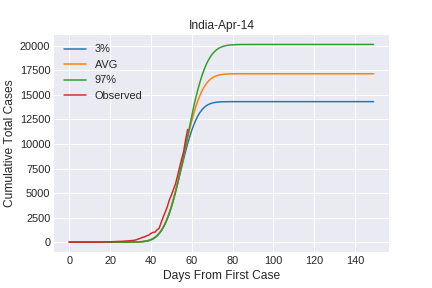 India-Apr-14
Cumulative Total Cases
20000
17500
15000
12500
10000
7500
5000
2500
0
3%
AVG
97%
Observed
0 20 40 60 80 100 120 140
Days From First Case